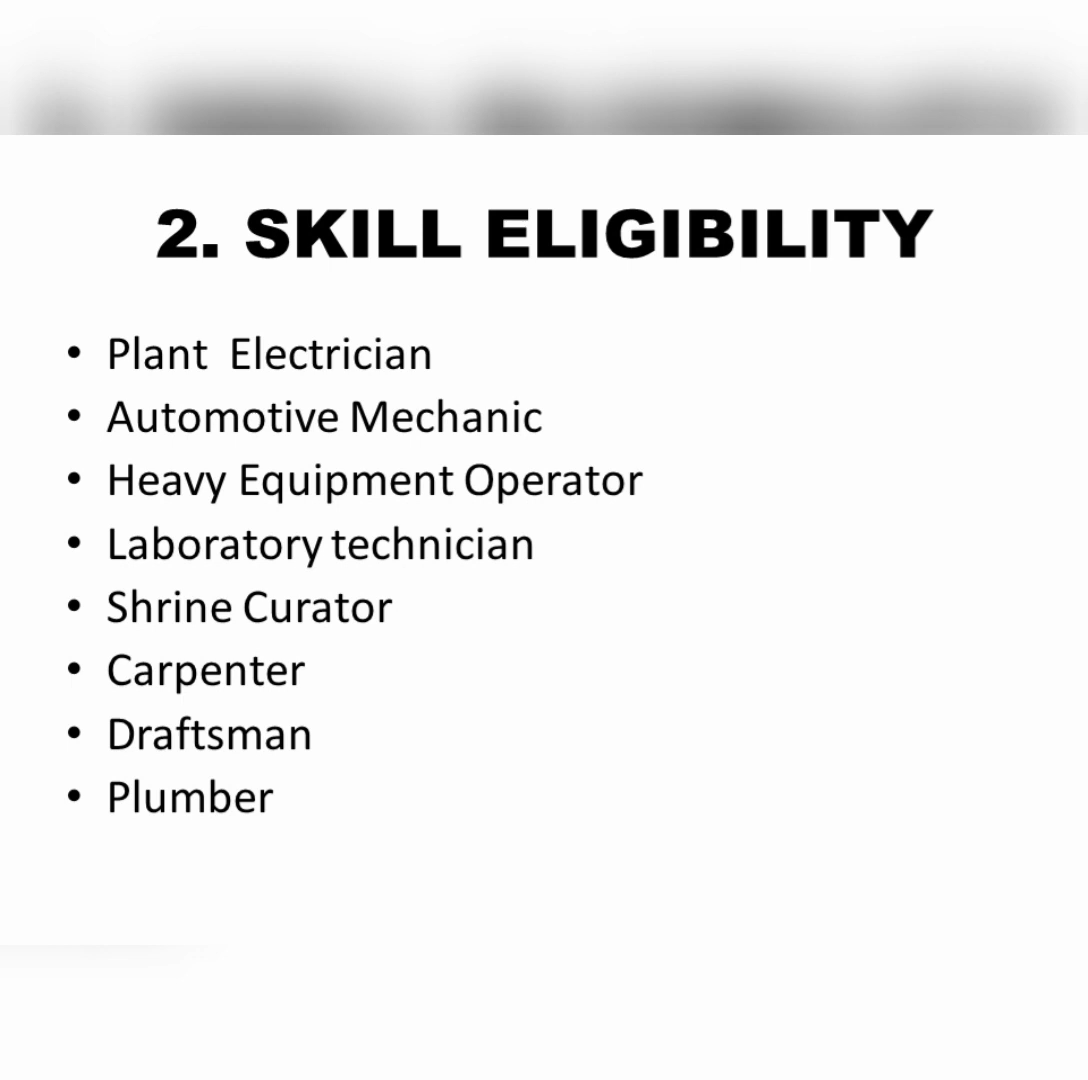 2. SKILL ELIGIBILITY
• Plant  Electrician
• Automotive Mechanic
• Heavy Equipment Operator
• Laboratory technician
• Shrine Curator
• Carpenter
• Draftsman
• Plumber